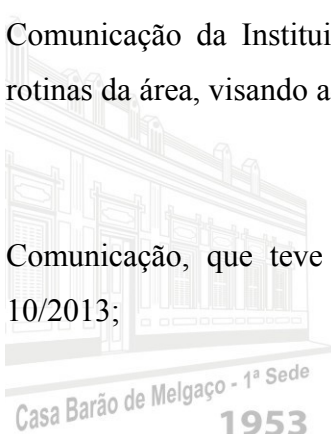 Comunicação da Institui
rotinas da área, visando a
Comunicação, que teve
10/2013;
Casa Barão de Melgaço - 1ª Sede
1953